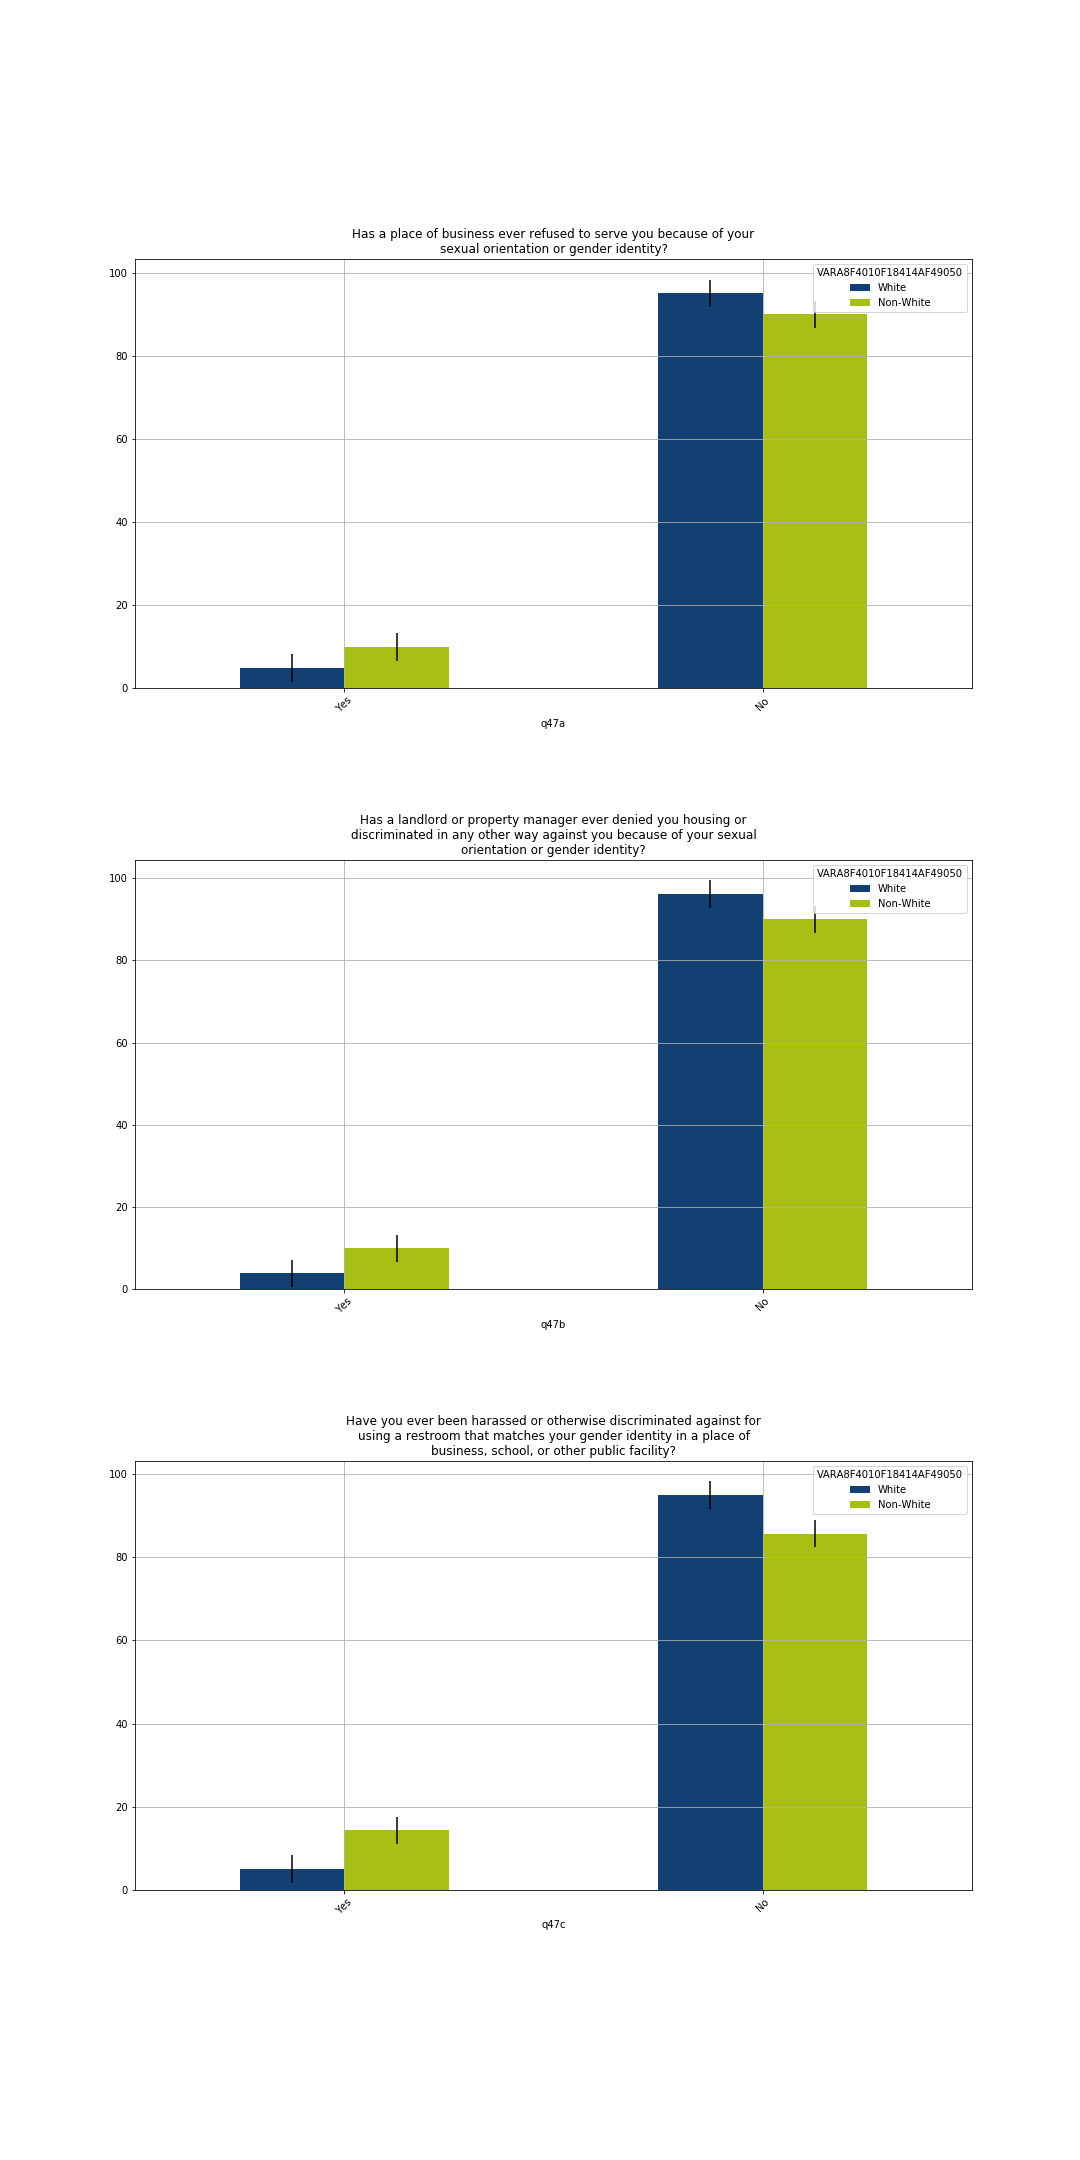 Has a place of business ever refused to serve you because of your
sexual orientation or gender identity?
VARA8F4010F18414AF49050
White
Non-White
100
80
60
40
20
0
Yes
No
q47a
Has a landlord or property manager ever denied you housing or
discriminated in any other way against you because of your sexual
orientation or gender identity?
VARA8F4010F18414AF49050
White
Non-White
100
80
60
40
20
0
Yes
No
q47b
Have you ever been harassed or otherwise discriminated against for
using a restroom that matches your gender identity in a place of
business, school, or other public facility?
VARA8F4010F18414AF49050
White
Non-White
100
80
60
40
20
0
Yes
No
q47c